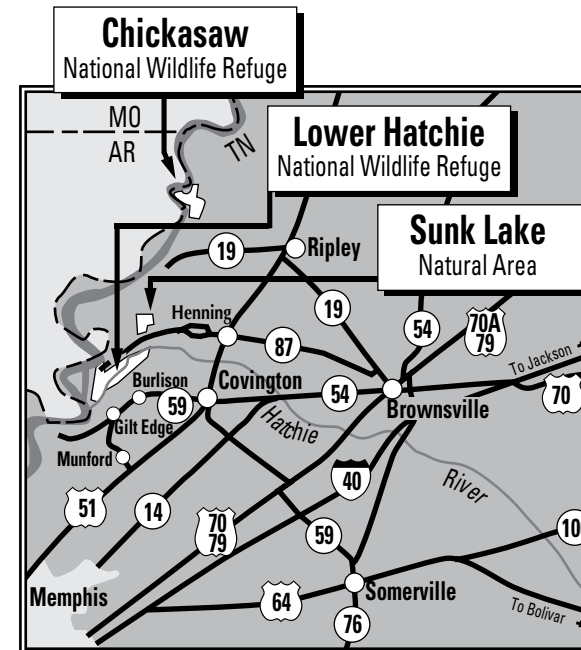 Chickasaw
National Wildlife Refuge
MO
AR
TN
Lower Hatchie
National Wildlife Refuge
Sunk Lake
Natural Area
19
Ripley
Henning
19
54
70A
79
87
To Jackson
Burlison
59
Covington
54
70
Brownsville
Gilt Edge
Hatchie
Munford
40
River
51
14
70
79
59
10
Memphis
Somerville
64
To Bolivar
76